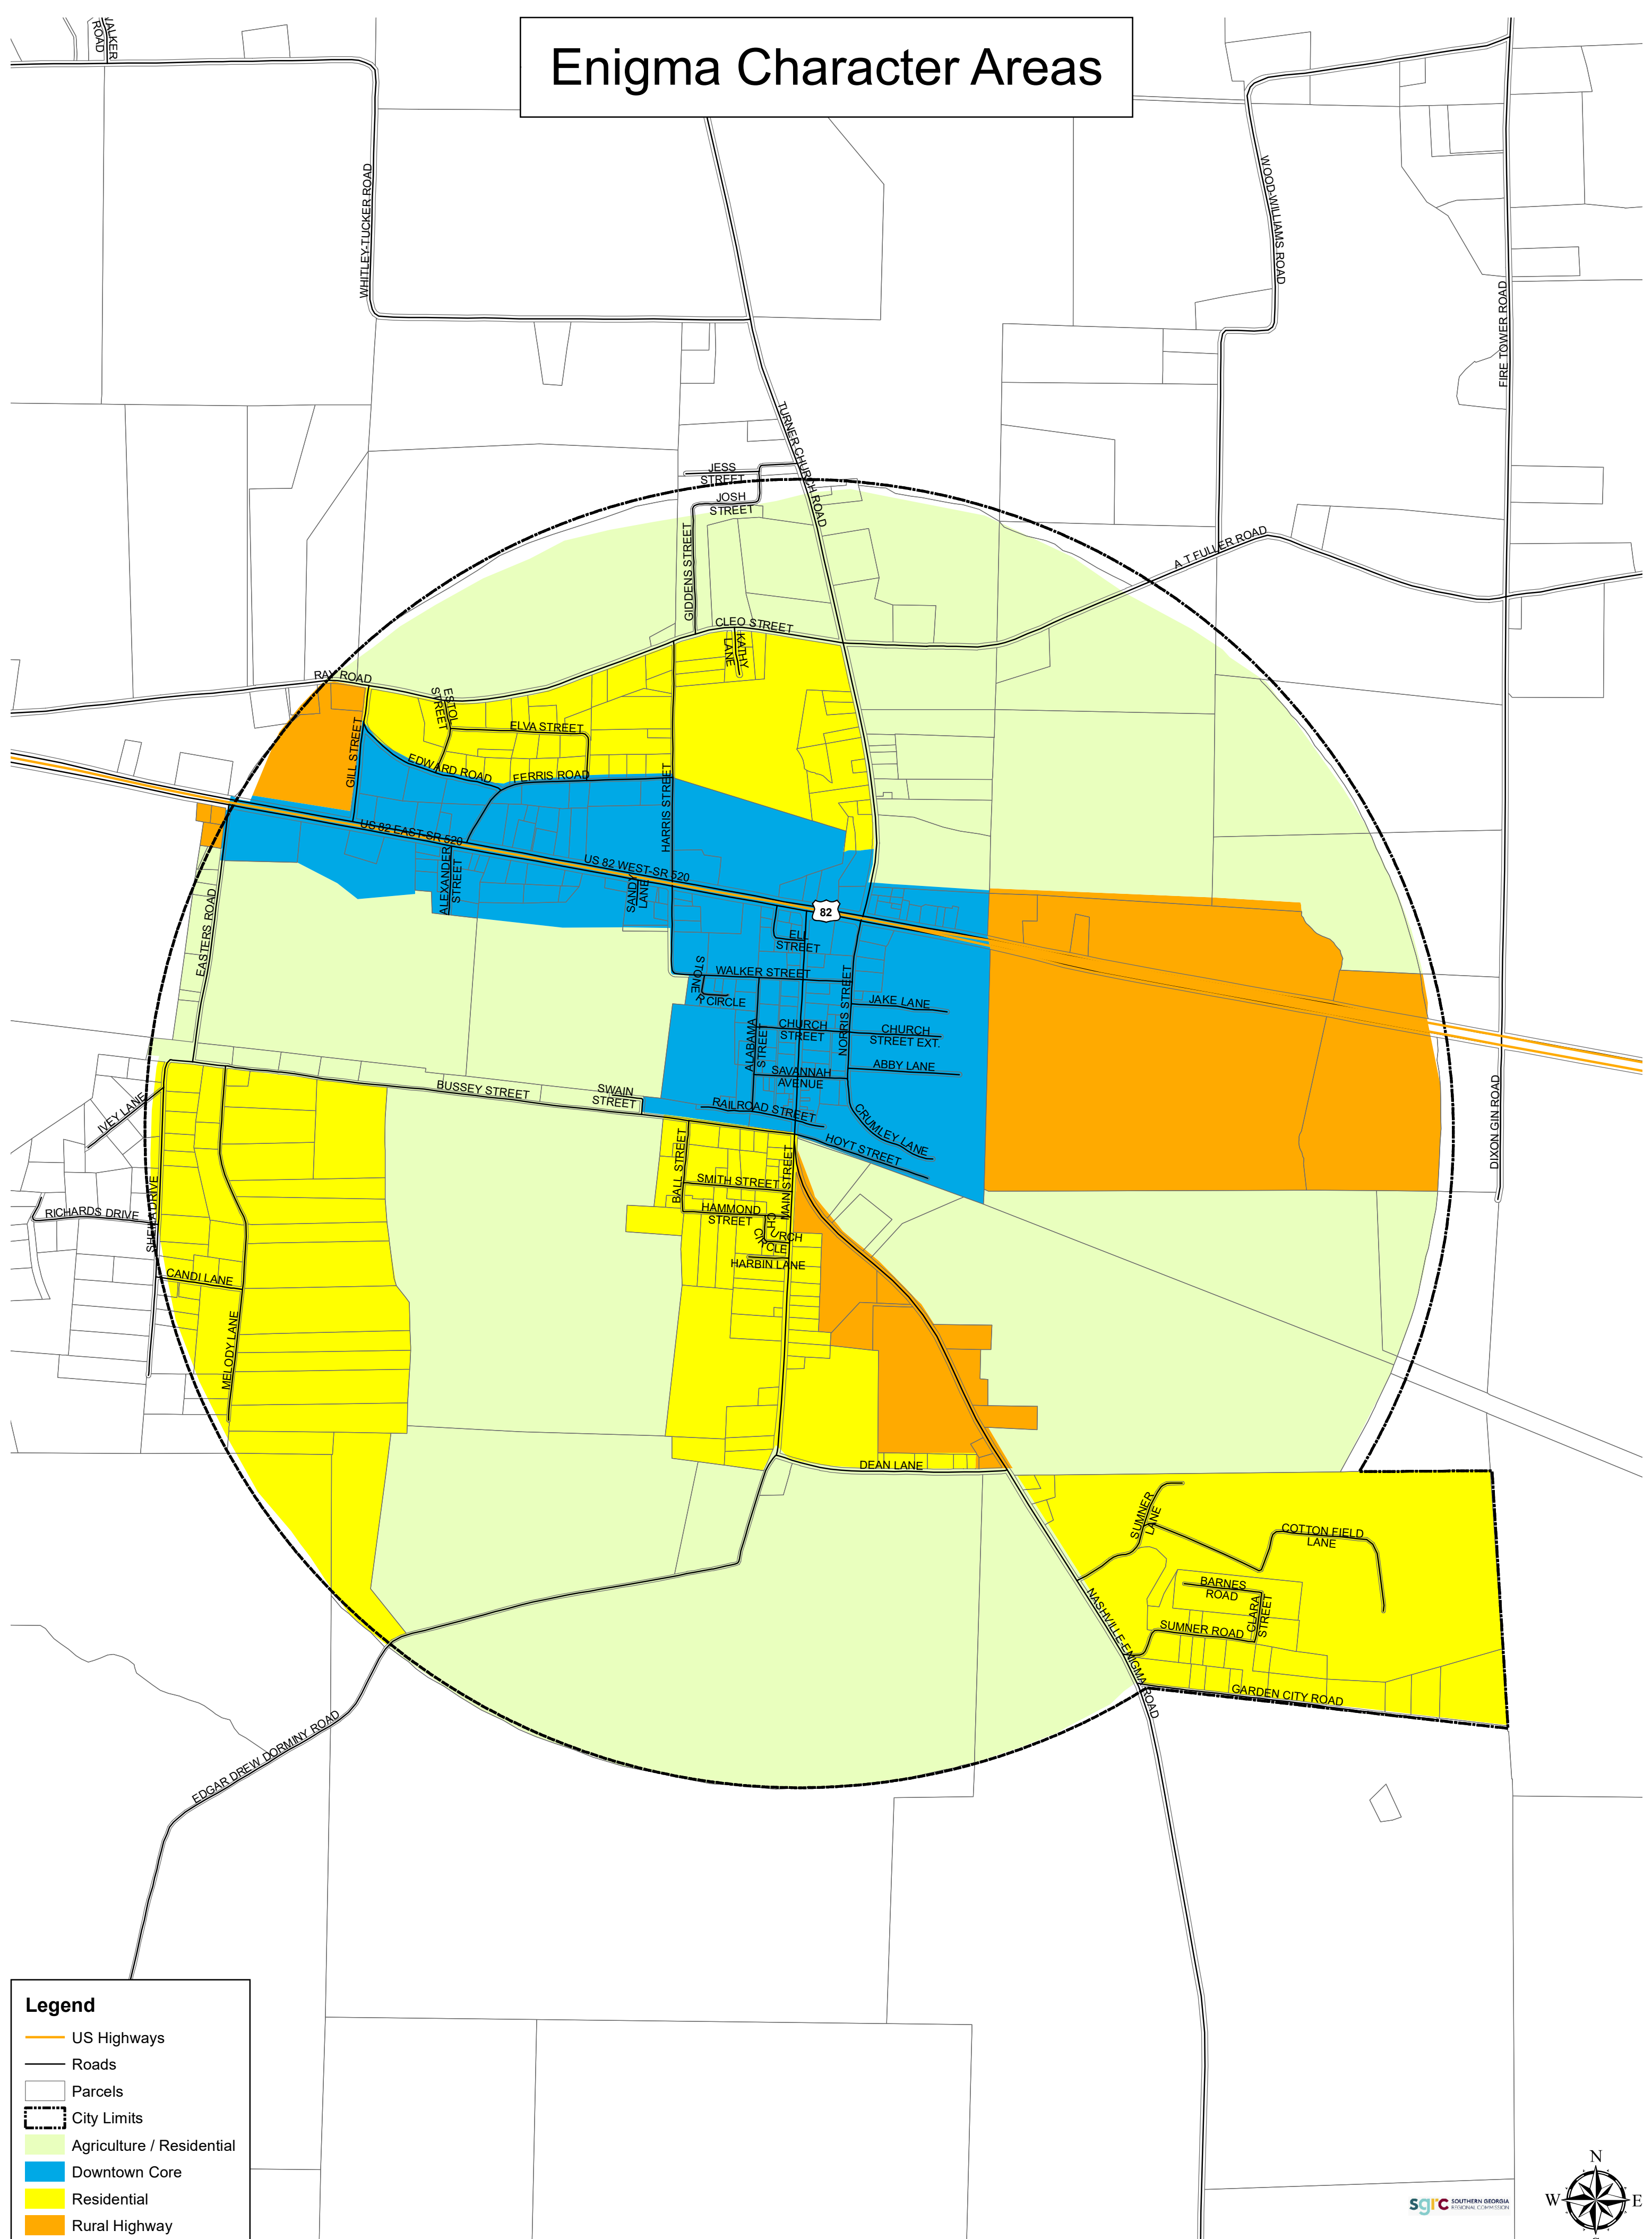 Enigma Character Areas
WALKER
ROAD
WHITLEY-TUCKER ROAD
WOOD-WILLIAMS ROAD
FIRE TOWER ROAD
TURNER CHURCH ROAD
JESS
STREET
JOSH
STREET
GIDDENS STREET
A T FULLER ROAD
CLEO STREET
KATHY
LANE
RAY ROAD
ESTOL
STREET
ELVA STREET
GILL STREET
EDWARD ROAD
FERRIS ROAD
HARRIS STREET
US 82 EAST-SR 520
US 82 WEST-SR 520
ALEXANDER
STREET
SANDY
LANE
82
ELL
STREET
EASTERS ROAD
WALKER STREET
STONER
CIRCLE
NORRIS STREET
JAKE LANE
ALABAMA
STREET
CHURCH
STREET
CHURCH
STREET EXT.
ABBY LANE
SAVANNAH
AVENUE
BUSSEY STREET
SWAIN
STREET
RAILROAD STREET
CRUMLEY LANE
HOYT STREET
DIXON GIN ROAD
IVEY LANE
BALL STREET
MAIN STREET
SMITH STREET
HAMMOND
STREET
CHURCH
CIRCLE
HARBIN LANE
RICHARDS DRIVE
SHEILA DRIVE
CANDI LANE
MELODY LANE
DEAN LANE
SUMNER
LANE
COTTON FIELD
LANE
BARNES
ROAD
CLARA
STREET
SUMNER ROAD
NASHVILLE-ENIGMA ROAD
GARDEN CITY ROAD
EDGAR DREW DORMINY ROAD
Legend
US Highways
Roads
Parcels
City Limits
Agriculture / Residential
Downtown Core
Residential
Rural Highway
sgrc SOUTHERN GEORGIA
REGIONAL COMMISSION
N
W
E